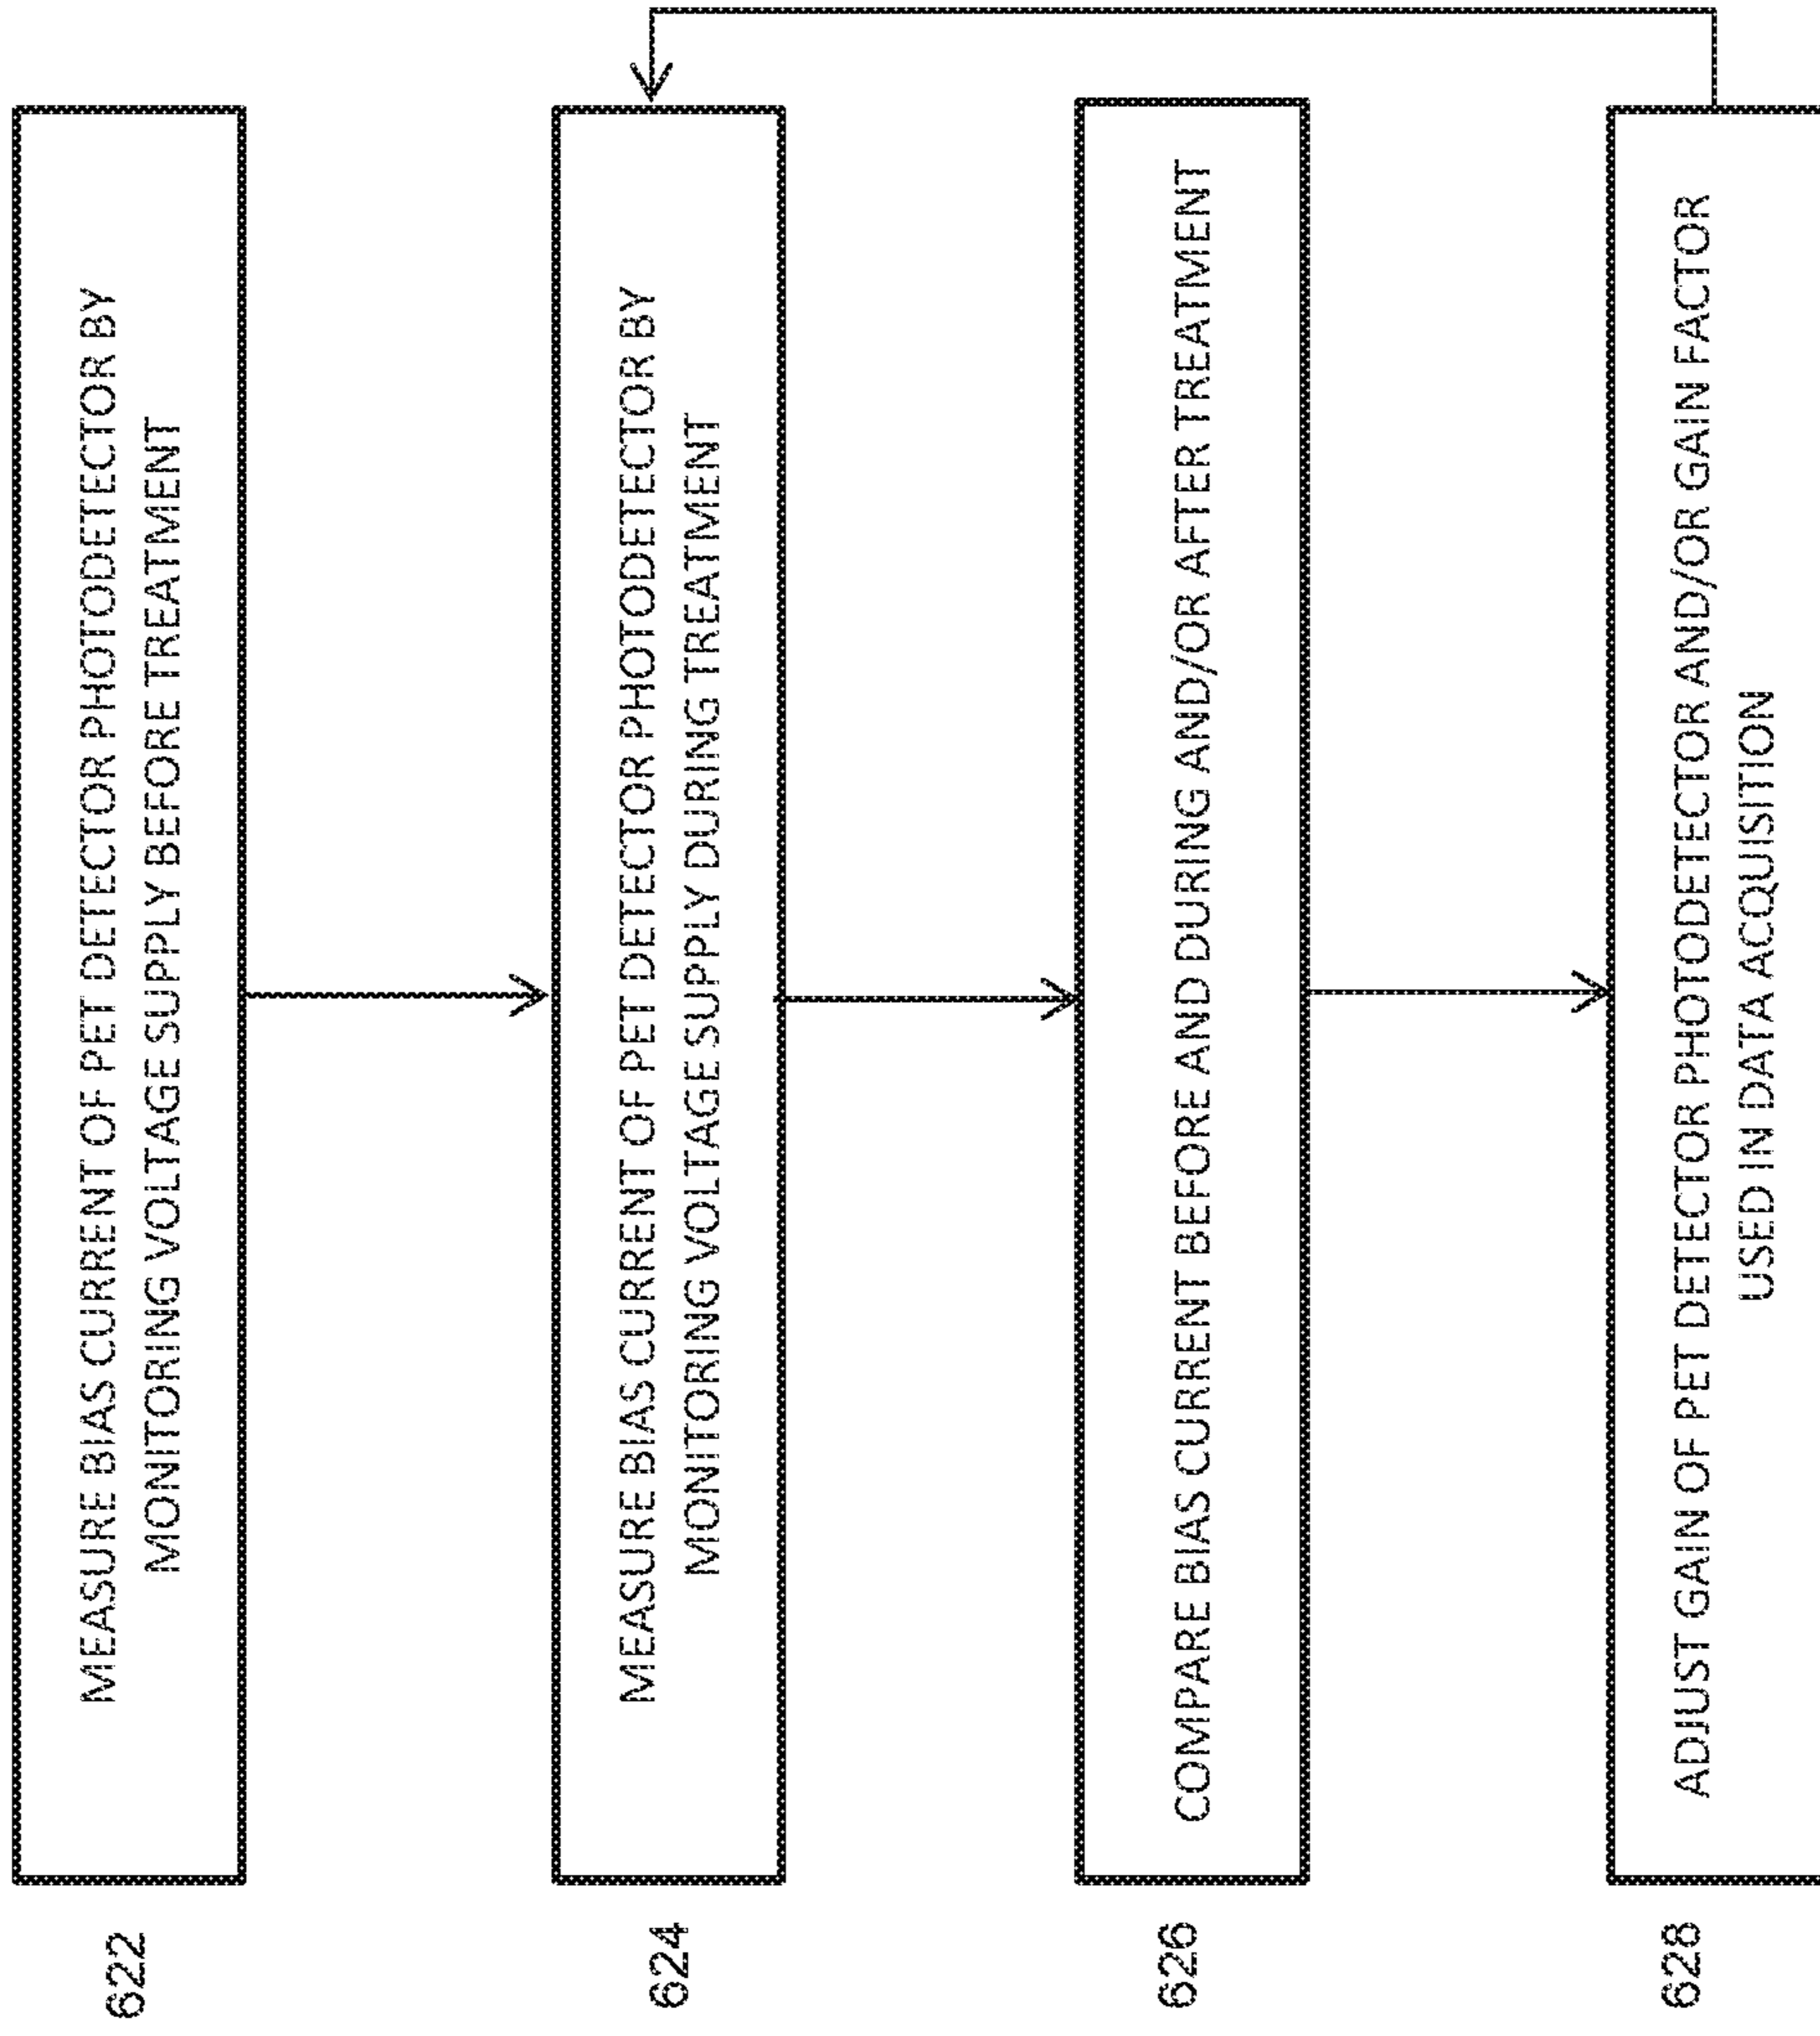 622
MEASURE BIAS CURRENT OF PET DETECTOR PHOTODETECTOR BY
MONITORING VOLTAGE SUPPLY BEFORE TREATMENT
624
MEASURE BIAS CURRENT OF PET DETECTOR PHOTODETECTOR BY
MONITORING VOLTAGE SUPPLY DURING TREATMENT
626
COMPARE BIAS CURRENT BEFORE AND DURING AND/OR AFTER TREATMENT
628
ADJUST GAIN OF PET DETECTOR PHOTODETECTOR AND/OR GAIN FACTOR
USED IN DATA ACQUISITION